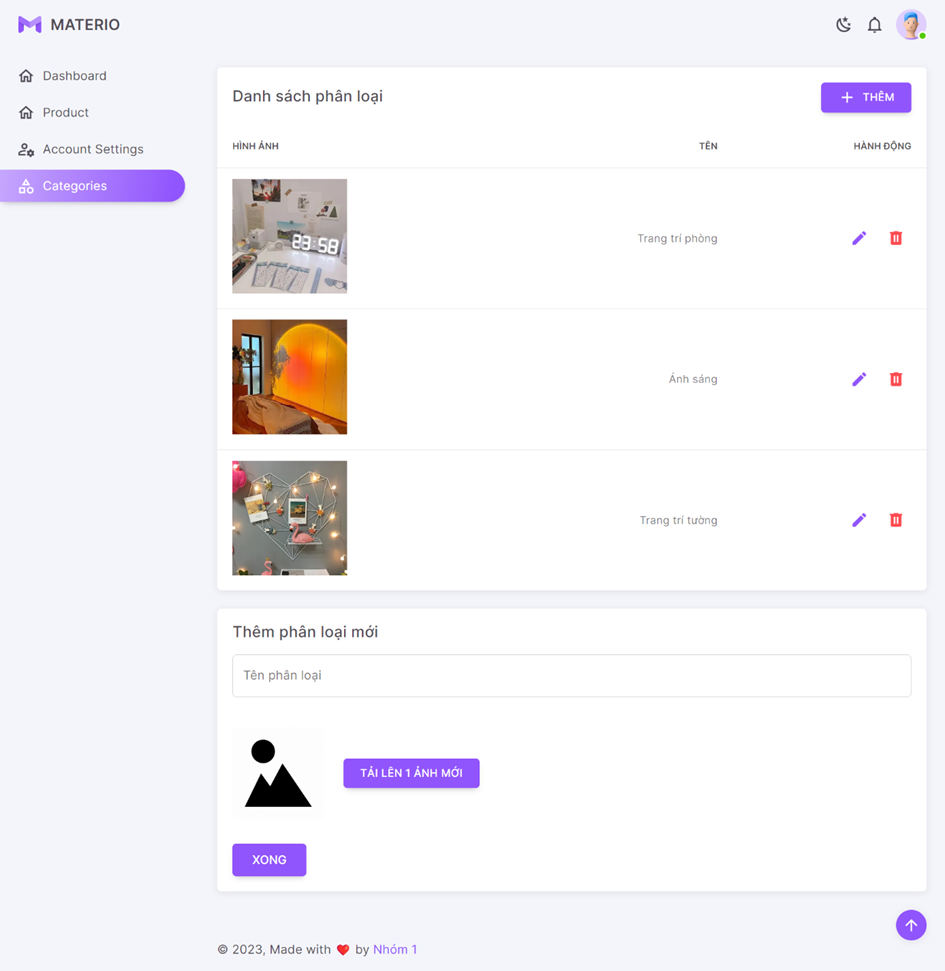 MATERIO
Dashboard
Product
Account Settings
Categories
Danh sách phân loại
THÊM
HÌNH ẢNH
TÊN
HÀNH ĐỘNG
23:58
Trang trí phòng
Ánh sáng
Trang trí tường
Thêm phân loại mới
Tên phân loại
TẢI LÊN 1 ẢNH MỚI
XONG
© 2023, Made with ❤️ by Nhóm 1